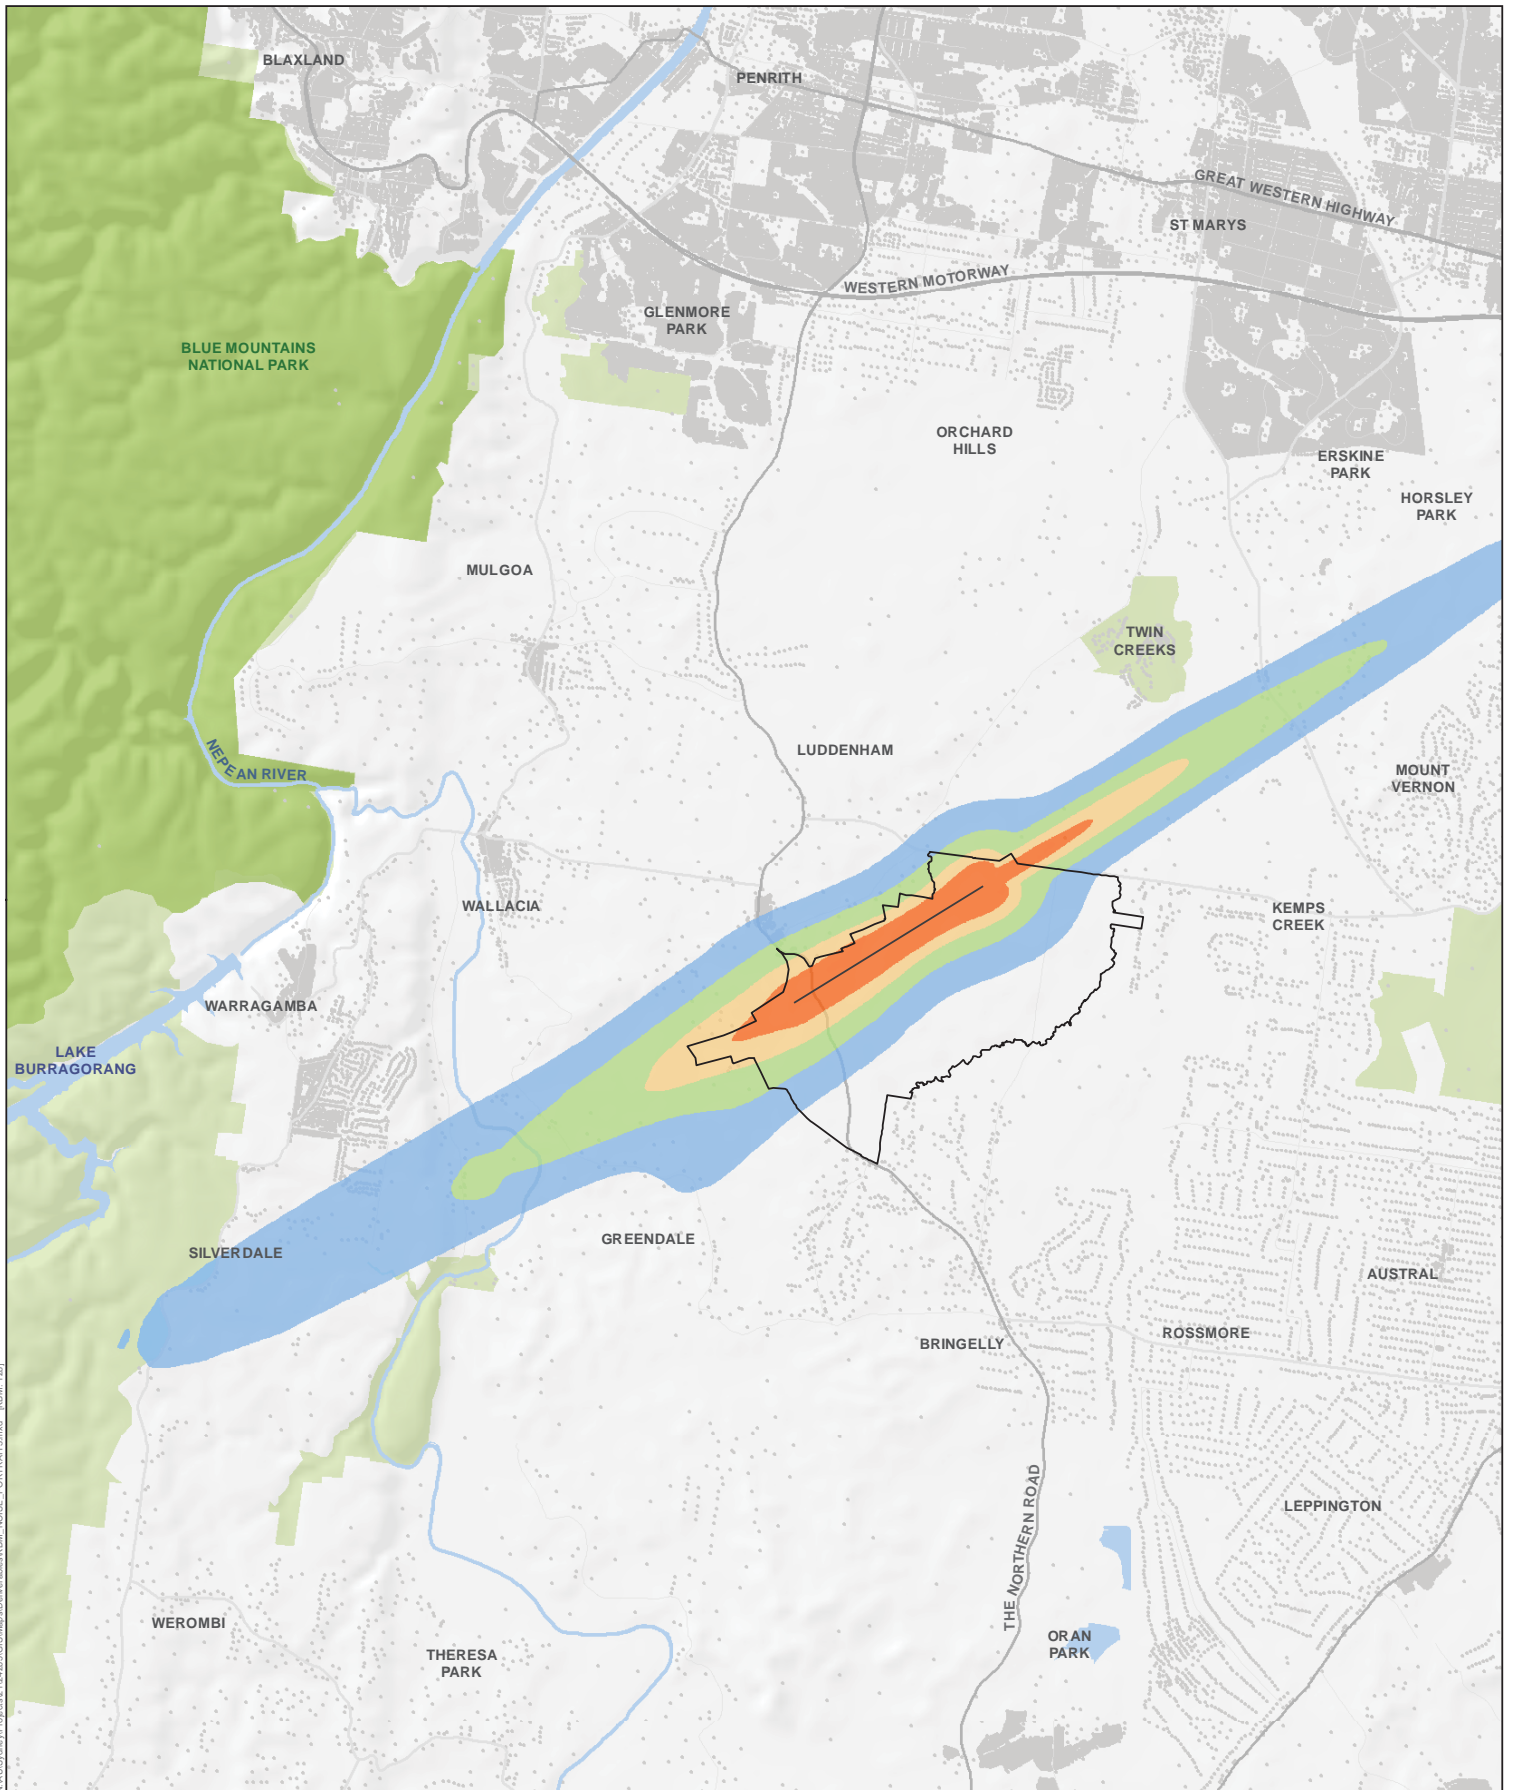 BLAXLAND
PENRITH
GREAT WESTERN HIGHWAY
ST MARYS
WESTERN MOTORWAY
GLENMORE
PARK
BLUE MOUNTAINS
NATIONAL PARK
ORCHARD
HILLS
ERSKINE
PARK
HORSLEY
PARK
MULGOA
TWIN
CREEKS
LUDDENHAM
NEPEAN RIVER
MOUNT
VERNON
WALLACIA
KEMPS
CREEK
WARRAGAMBA
LAKE
BURRAGORANG
GREENDALE
SILVERDALE
AUSTRAL
ROSSMORE
BRINGELLY
THE NORTHERN ROAD
LEPPINGTON
WEROMBI
ORAN
PARK
THERESA
PARK